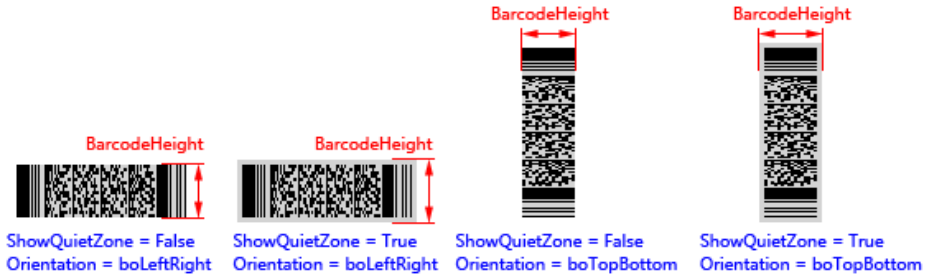 BarcodeHeight
BarcodeHeight
BarcodeHeight
BarcodeHeight
ShowQuietZone = False
Orientation = boLeftRight
ShowQuietZone = True
Orientation = boLeftRight
ShowQuietZone = False
Orientation = boTopBottom
ShowQuietZone = True
Orientation = boTopBottom